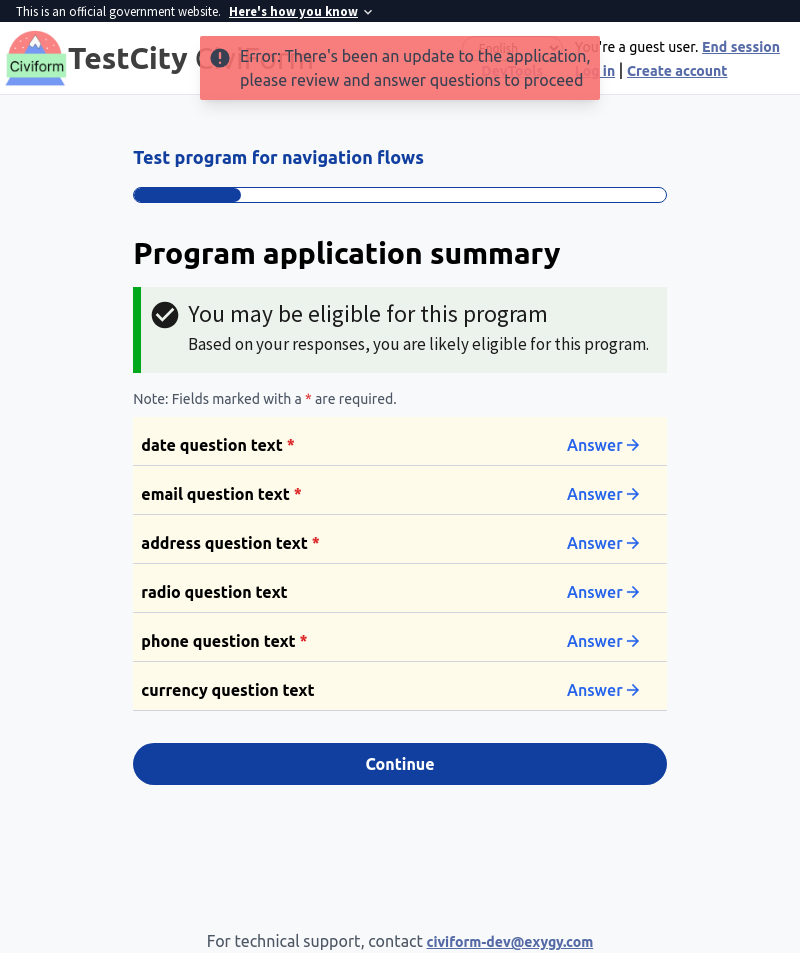 This is an official government website. Here's how you know
Civiform
TestCity CiviForm
English
You're a guest user. End session
DevTools
Log in | Create account
Error: There's been an update to the application,
please review and answer questions to proceed
Test program for navigation flows
Program application summary
You may be eligible for this program
Based on your responses, you are likely eligible for this program.
Note: Fields marked with a * are required.
date question text *
Answer →
email question text *
Answer →
address question text *
Answer →
radio question text
Answer →
phone question text *
Answer →
currency question text
Answer →
Continue
For technical support, contact civiform-dev@exygy.com